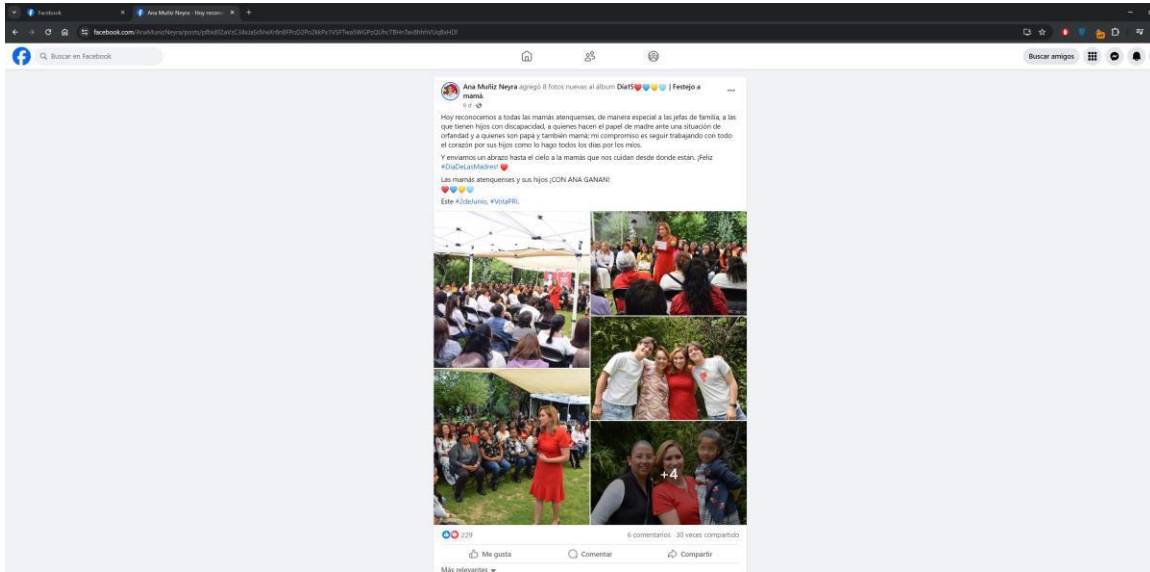 Facebook
Ana Muñiz Neyra - Hoy recono
Buscar en Facebook
Buscar amigos
Ana Muñiz Neyra agregó 8 fotos nuevas al álbum Día15❤️💙💛🩵 | Festejo a
mamá.
Hoy reconocemos a todas las mamás atenquenses, de manera especial a las jefas de familia, a las
que tienen hijos con discapacidad, a quienes hacen el papel de madre ante una situación de
orfandad y a quienes son papá y también mamá; mi compromiso es seguir trabajando con todo
el corazón por sus hijos como lo hago todos los días por los míos.
Y enviamos un abrazo hasta el cielo a la mamás que nos cuidan desde donde están. ¡Feliz
#DíaDeLasMadres! ❤️
Las mamás atenquenses y sus hijos ¡CON ANA GANAN!
❤️💙💛🩵
Este #2deJunio, #VotaPRI.
+4
229
6 comentarios 30 veces compartido
Me gusta
Comentar
Compartir
Más relevantes